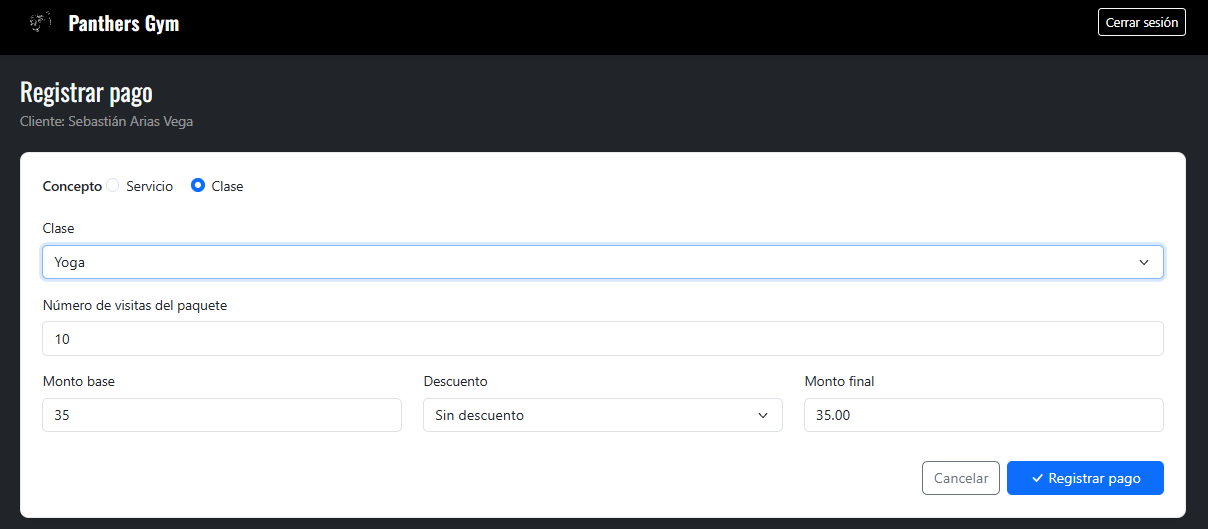 Panthers Gym
Cerrar sesión
Registrar pago
Cliente: Sebastián Arias Vega
Concepto Servicio Clase
Clase
Yoga
Número de visitas del paquete
10
Monto base Descuento Monto final
35 Sin descuento 35.00
Cancelar Registrar pago